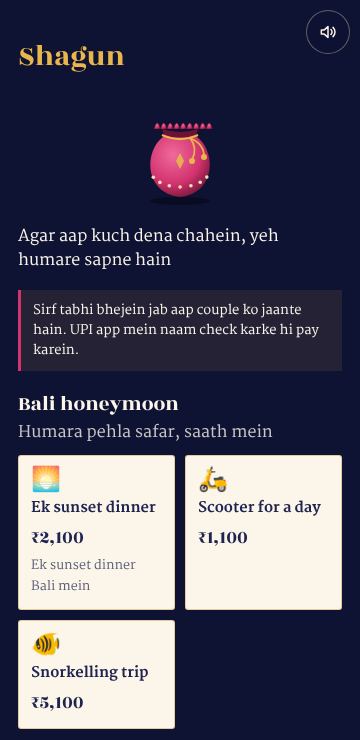 Shagun
Agar aap kuch dena chahein, yeh
humare sapne hain
Sirf tabhi bhejein jab aap couple ko jaante
hain. UPI app mein naam check karke hi pay
karein.
Bali honeymoon
Humara pehla safar, saath mein
Ek sunset dinner
₹2,100
Ek sunset dinner
Bali mein
Scooter for a day
₹1,100
Snorkelling trip
₹5,100